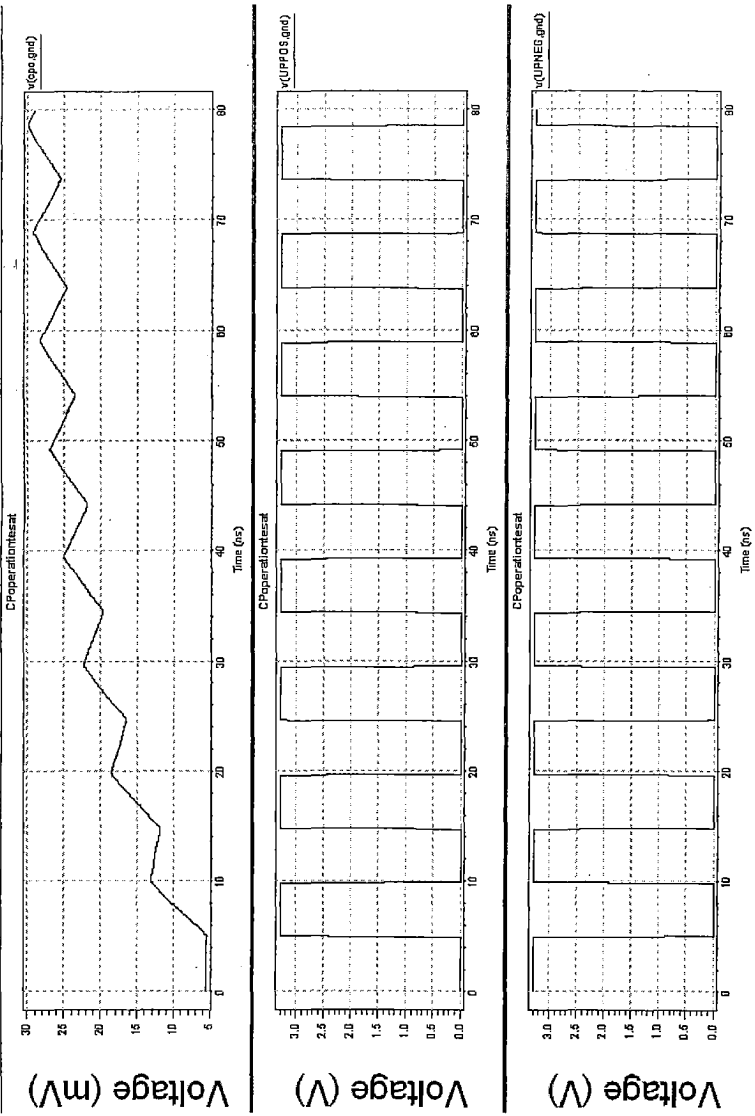 CPoperationtesat
v(opo,gnd)
Voltage (mV)
30
25
20
15
10
5
0 10 20 30 40 50 60 70 80
Time (ns)
CPoperationtesat
v(UPPOS,gnd)
Voltage (V)
3.0
2.5
2.0
1.5
1.0
0.5
0.0
0 10 20 30 40 50 60 70 80
Time (ns)
CPoperationtesat
v(UPNEG,gnd)
Voltage (V)
3.0
2.5
2.0
1.5
1.0
0.5
0.0
0 10 20 30 40 50 60 70 80
Time (ns)